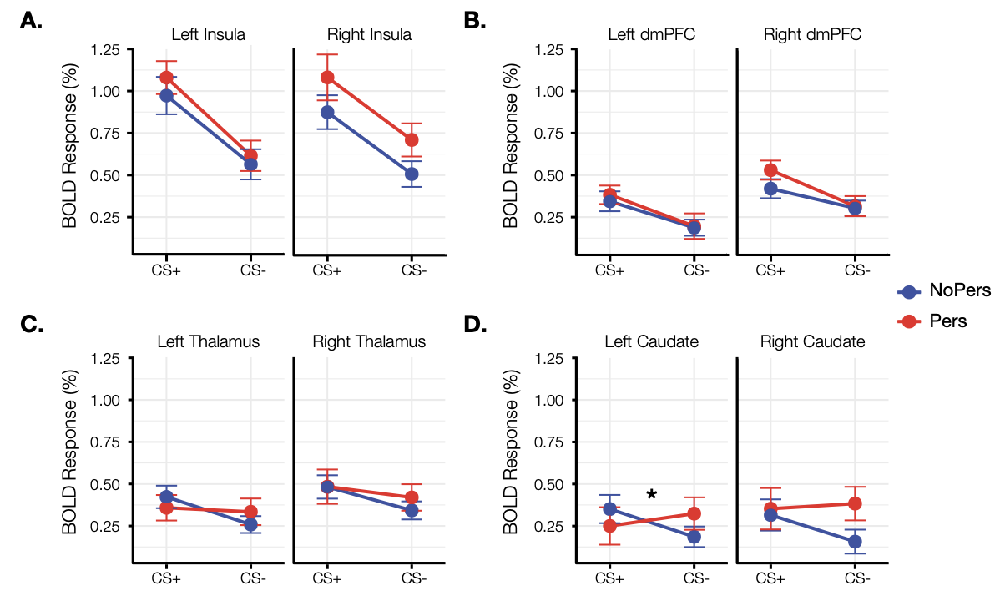 A.
Left Insula
Right Insula
BOLD Response (%)
1.25
1.00
0.75
0.50
0.25
CS+
CS-
CS+
CS-
B.
Left dmPFC
Right dmPFC
BOLD Response (%)
1.25
1.00
0.75
0.50
0.25
CS+
CS-
CS+
CS-
NoPers
Pers
C.
Left Thalamus
Right Thalamus
BOLD Response (%)
1.25
1.00
0.75
0.50
0.25
CS+
CS-
CS+
CS-
D.
Left Caudate
Right Caudate
BOLD Response (%)
1.25
1.00
0.75
0.50
0.25
*
CS+
CS-
CS+
CS-